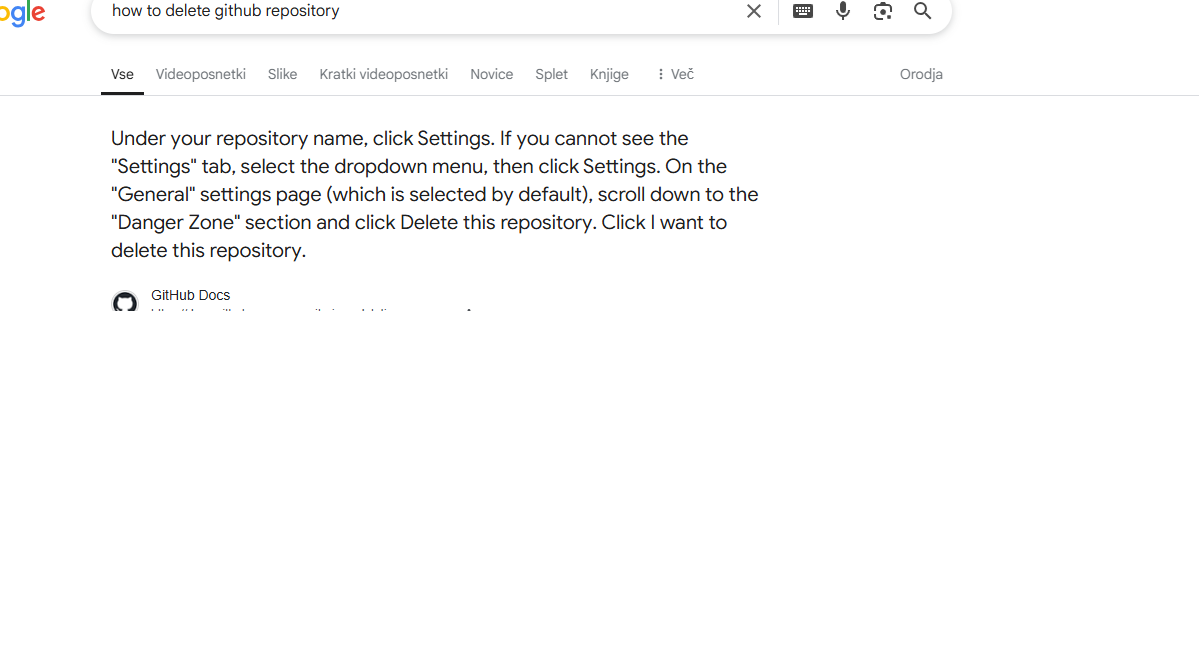 ogle
how to delete github repository
Vse Videoposnetki Slike Kratki videoposnetki Novice Splet Knjige Več Orodja
Under your repository name, click Settings. If you cannot see the
"Settings" tab, select the dropdown menu, then click Settings. On the
"General" settings page (which is selected by default), scroll down to the
"Danger Zone" section and click Delete this repository. Click I want to
delete this repository.
GitHub Docs